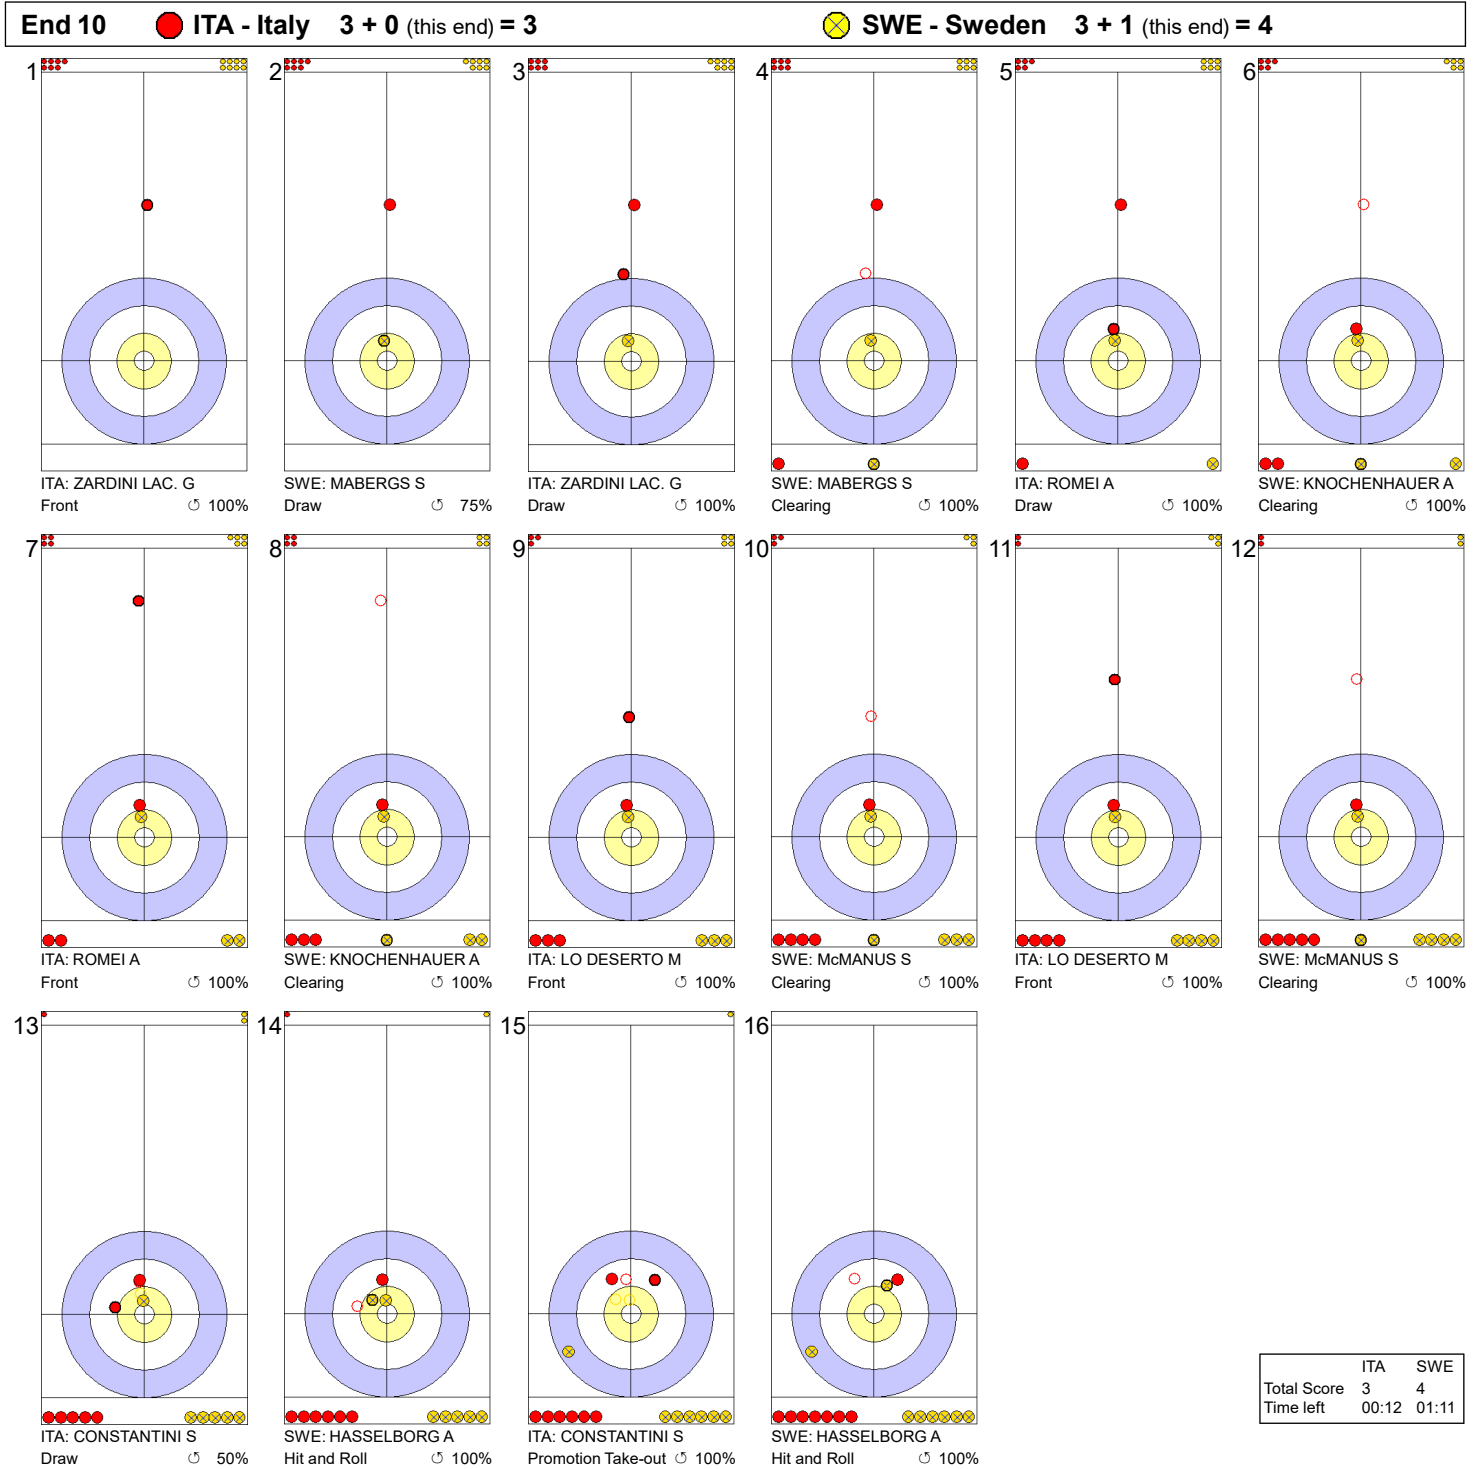 End 10 ITA - Italy 3 + 0 (this end) = 3 SWE - Sweden 3 + 1 (this end) = 4
1 2 3 4 5 6
ITA: ZARDINI LAC. G SWE: MABERGS S ITA: ZARDINI LAC. G SWE: MABERGS S ITA: ROMEI A SWE: KNOCHENHAUER A
Front ↺ 100% Draw ↺ 75% Draw ↺ 100% Clearing ↺ 100% Draw ↺ 100% Clearing ↺ 100%
7 8 9 10 11 12
ITA: ROMEI A SWE: KNOCHENHAUER A ITA: LO DESERTO M SWE: McMANUS S ITA: LO DESERTO M SWE: McMANUS S
Front ↺ 100% Clearing ↺ 100% Front ↺ 100% Clearing ↺ 100% Front ↺ 100% Clearing ↺ 100%
13 14 15 16
ITA: CONSTANTINI S SWE: HASSELBORG A ITA: CONSTANTINI S SWE: HASSELBORG A
Draw ↺ 50% Hit and Roll ↺ 100% Promotion Take-out ↺ 100% Hit and Roll ↺ 100%
ITA SWE
Total Score 3 4
Time left 00:12 01:11